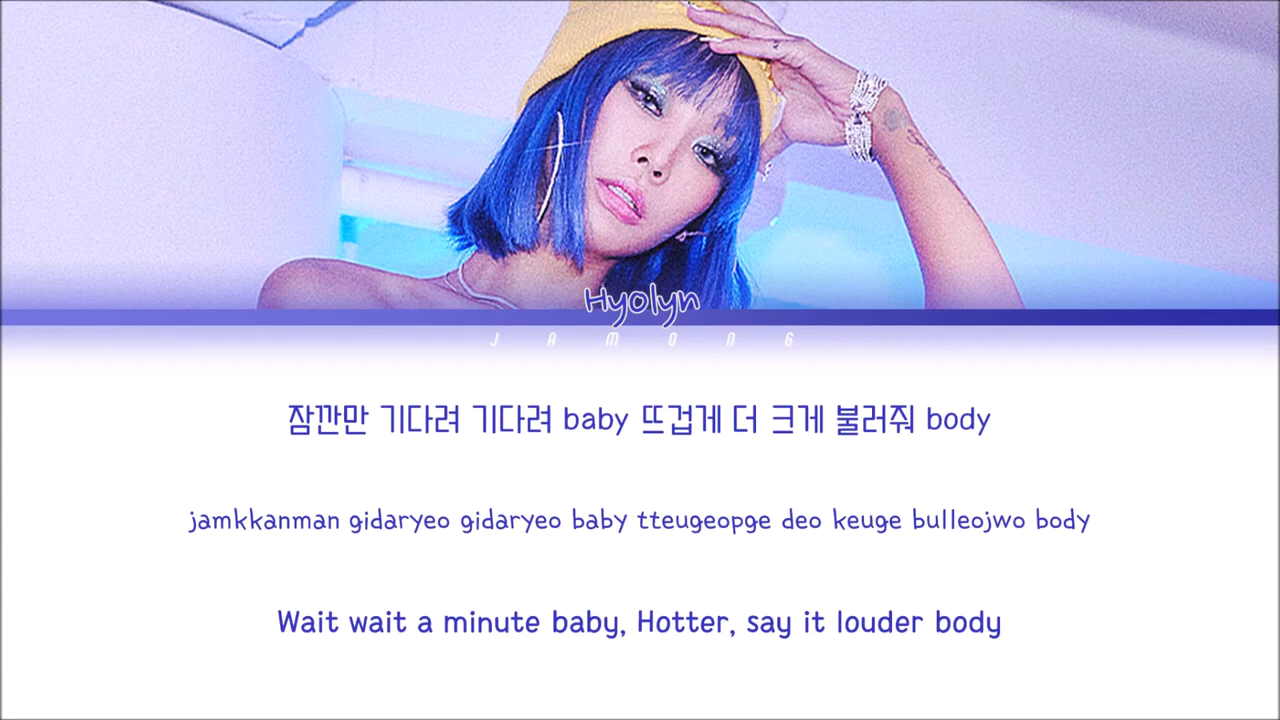 Hyolyn
JAMONG
잠깐만 기다려 기다려 baby 뜨겁게 더 크게 불러줘 body
jamkkanman gidaryeo gidaryeo baby tteugeopge deo keuge bulleojwo body
Wait wait a minute baby, Hotter, say it louder body